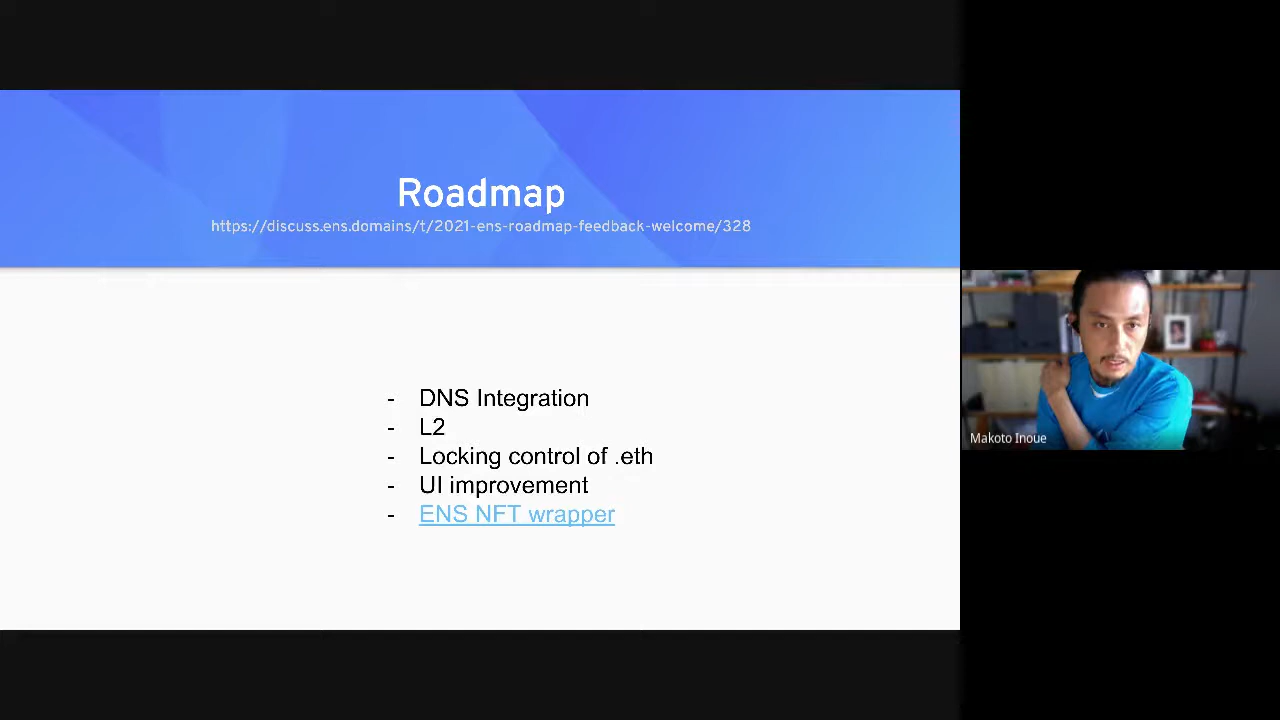 Roadmap
https://discuss.ens.domains/t/2021-ens-roadmap-feedback-welcome/328
- DNS Integration
- L2
- Locking control of .eth
- UI improvement
- ENS NFT wrapper
Makoto Inoue